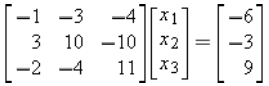 [ -1 -3 -4 ] [ x₁ ] = [ -6 ]
[ 3 10 -10 ] [ x₂ ] = [ -3 ]
[ -2 -4 11 ] [ x₃ ] = [ 9 ]